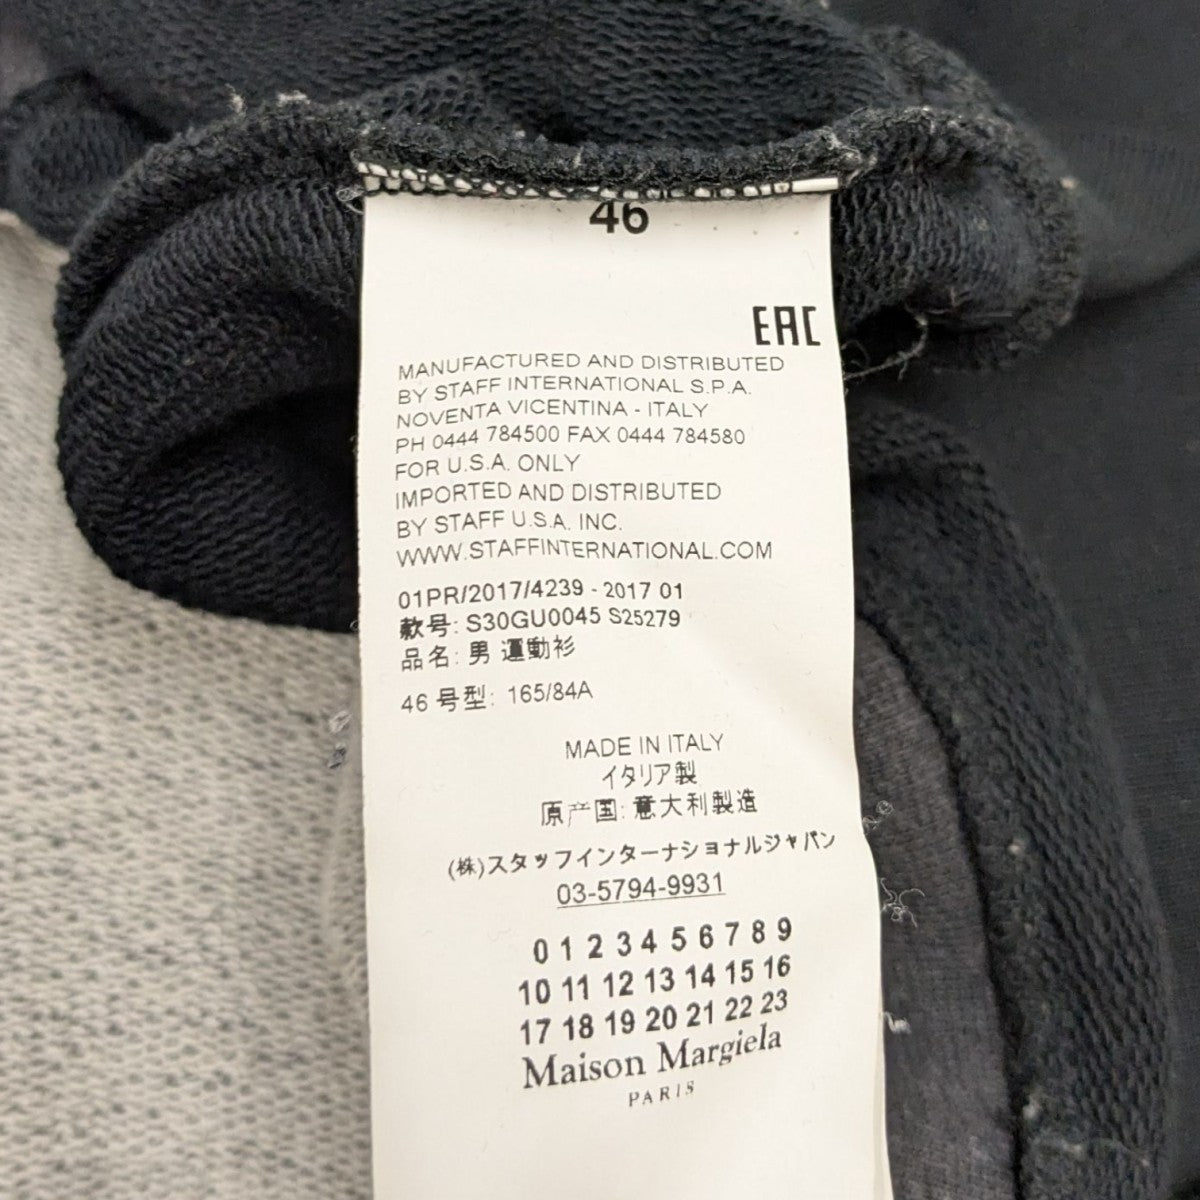 46
EAC
MANUFACTURED AND DISTRIBUTED
BY STAFF INTERNATIONAL S.P.A.
NOVENTA VICENTINA - ITALY
PH 0444 784500 FAX 0444 784580
FOR U.S.A. ONLY
IMPORTED AND DISTRIBUTED
BY STAFF U.S.A. INC.
WWW.STAFFINTERNATIONAL.COM
01PR/2017/4239 - 2017 01
款号: S30GU0045 S25279
品名: 男 運動衫
46 号型: 165/84A
MADE IN ITALY
イタリア製
原产国: 意大利製造
(株)スタッフインターナショナルジャパン
03-5794-9931
0 1 2 3 4 5 6 7 8 9
10 11 12 13 14 15 16
17 18 19 20 21 22 23
Maison Margiela
PARIS